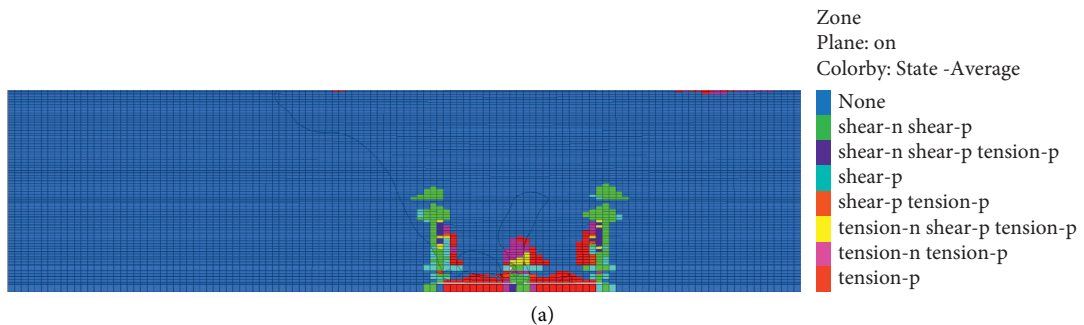 Zone
Plane: on
Colorby: State -Average
None
shear-n shear-p
shear-n shear-p tension-p
shear-p
shear-p tension-p
tension-n shear-p tension-p
tension-n tension-p
tension-p
(a)